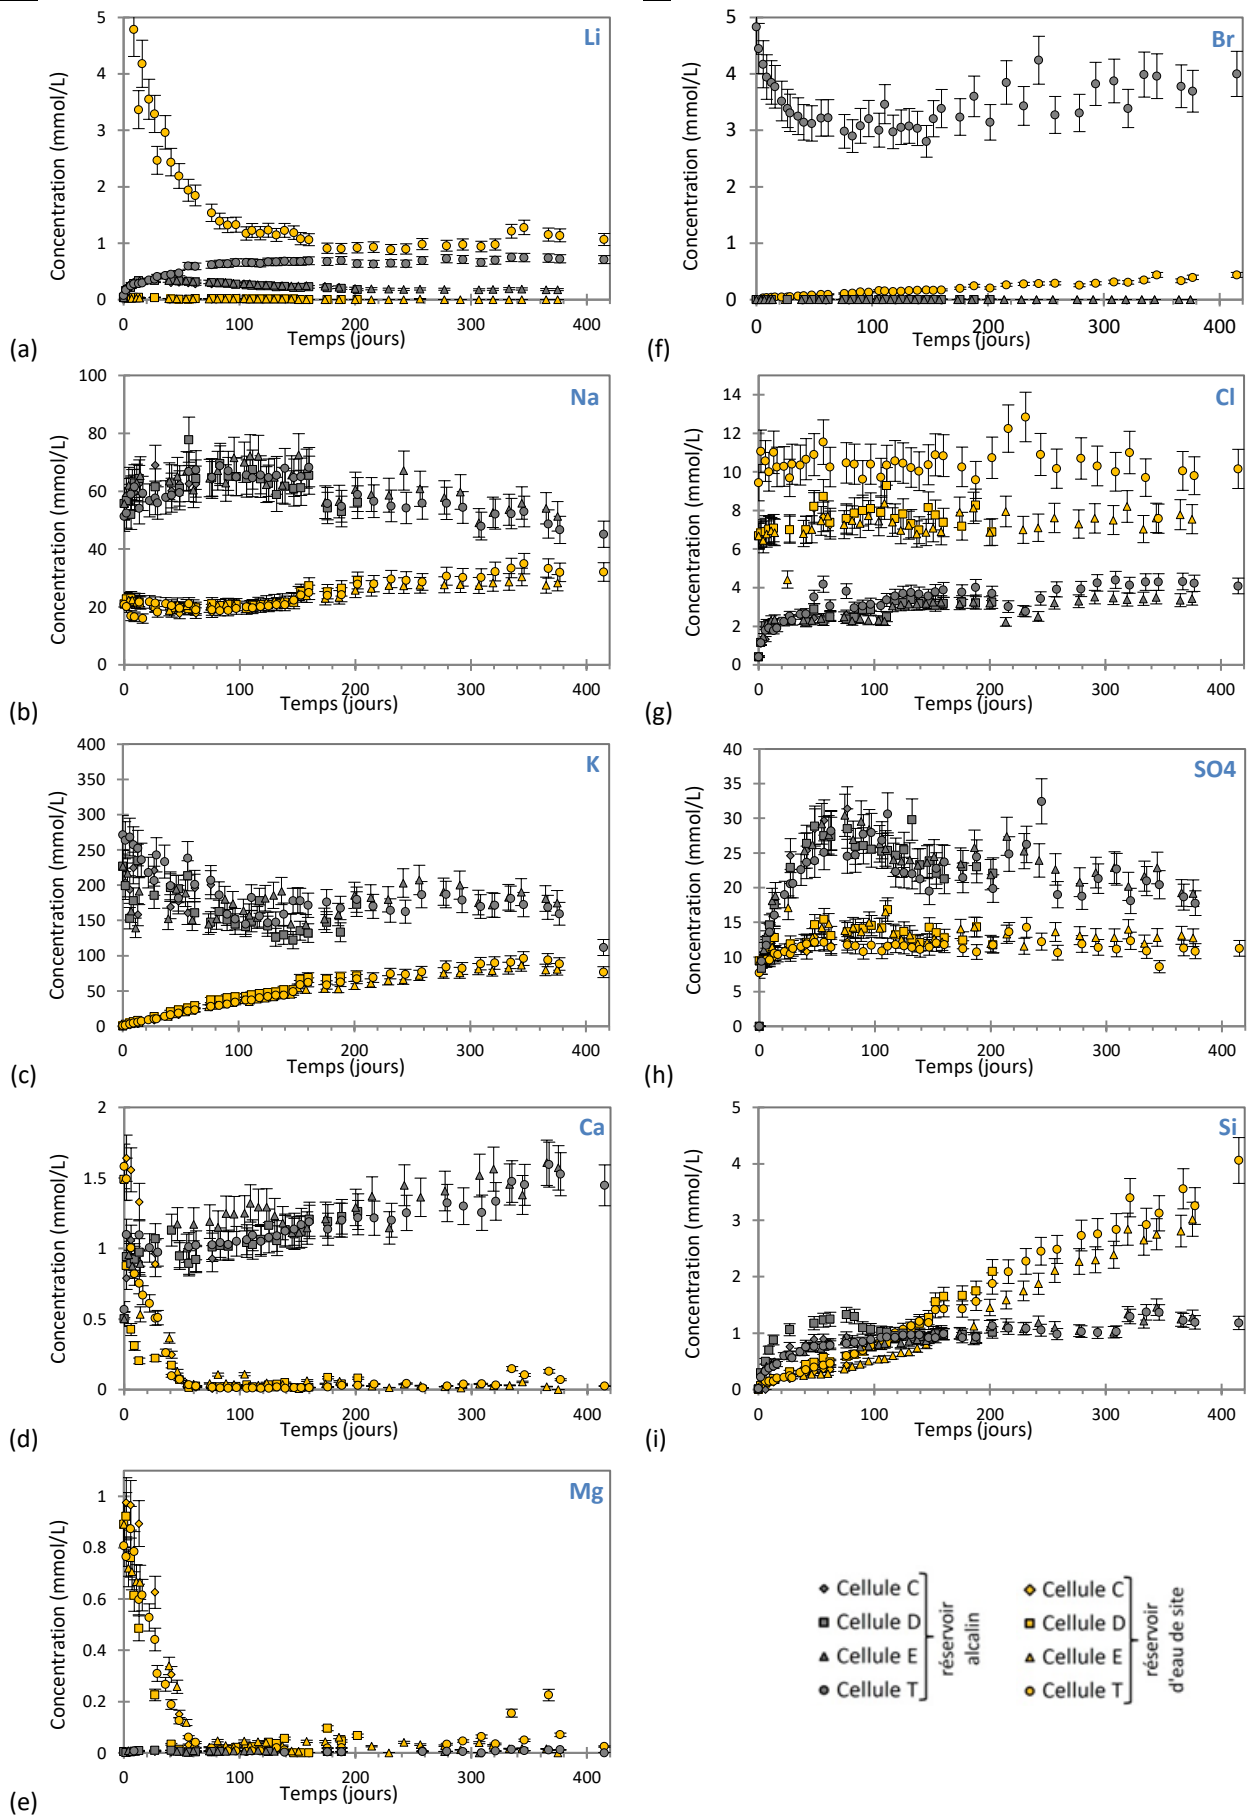 Li
Concentration (mmol/L)
5
4
3
2
1
0
0 100 200 300 400
Temps (jours)
(a)
Br
Concentration (mmol/L)
5
4
3
2
1
0
0 100 200 300 400
Temps (jours)
(f)
Na
Concentration (mmol/L)
100
80
60
40
20
0
0 100 200 300 400
Temps (jours)
(b)
Cl
Concentration (mmol/L)
14
12
10
8
6
4
2
0
0 100 200 300 400
Temps (jours)
(g)
K
Concentration (mmol/L)
400
350
300
250
200
150
100
50
0
0 100 200 300 400
Temps (jours)
(c)
SO4
Concentration (mmol/L)
40
35
30
25
20
15
10
5
0
0 100 200 300 400
Temps (jours)
(h)
Ca
Concentration (mmol/L)
2
1.5
1
0.5
0
0 100 200 300 400
Temps (jours)
(d)
Si
Concentration (mmol/L)
5
4
3
2
1
0
0 100 200 300 400
Temps (jours)
(i)
Mg
Concentration (mmol/L)
1
0.8
0.6
0.4
0.2
0
0 100 200 300 400
Temps (jours)
(e)
Cellule C
Cellule D
Cellule E
Cellule T
réservoir
alcalin
Cellule C
Cellule D
Cellule E
Cellule T
réservoir
d'eau de site